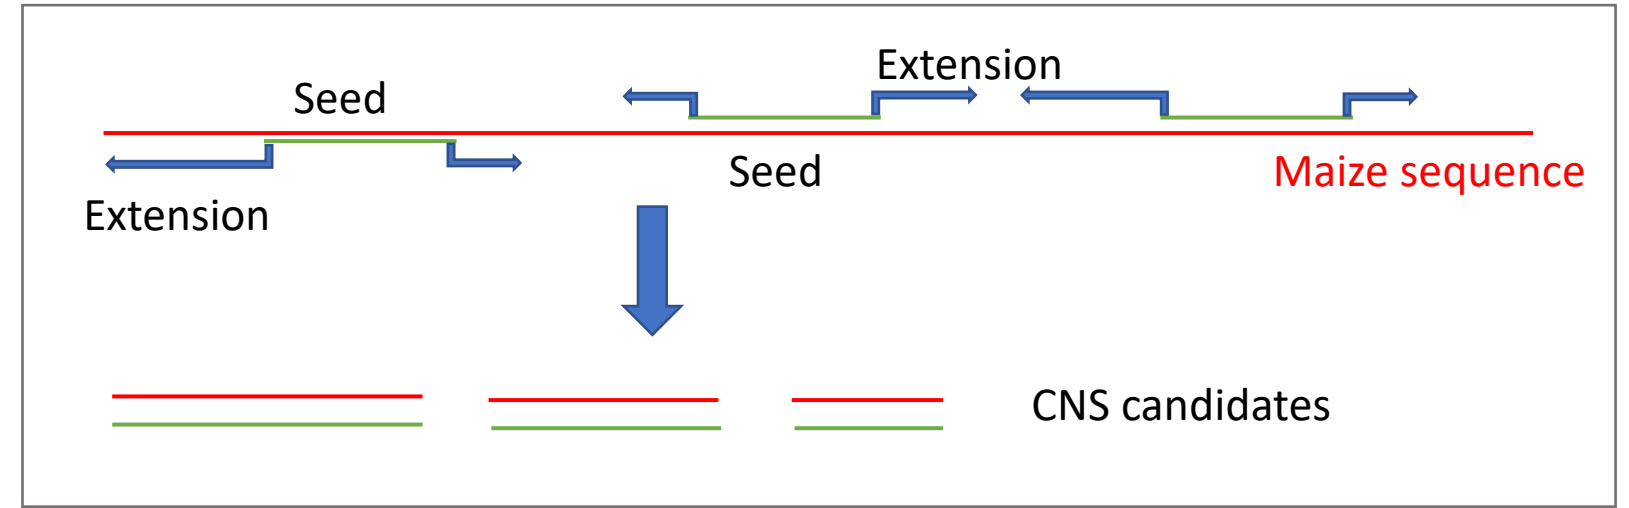 Extension
Seed
Seed
Maize sequence
Extension
CNS candidates